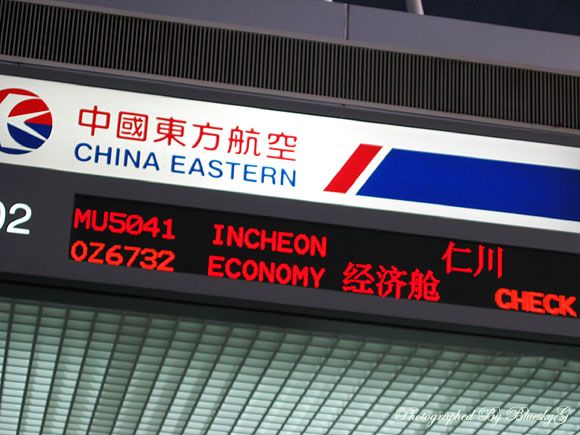 中國東方航空
CHINA EASTERN
02
MU5041 INCHEON 仁川
OZ6732 ECONOMY 经济舱 CHECK
Photographed By BlueskyG